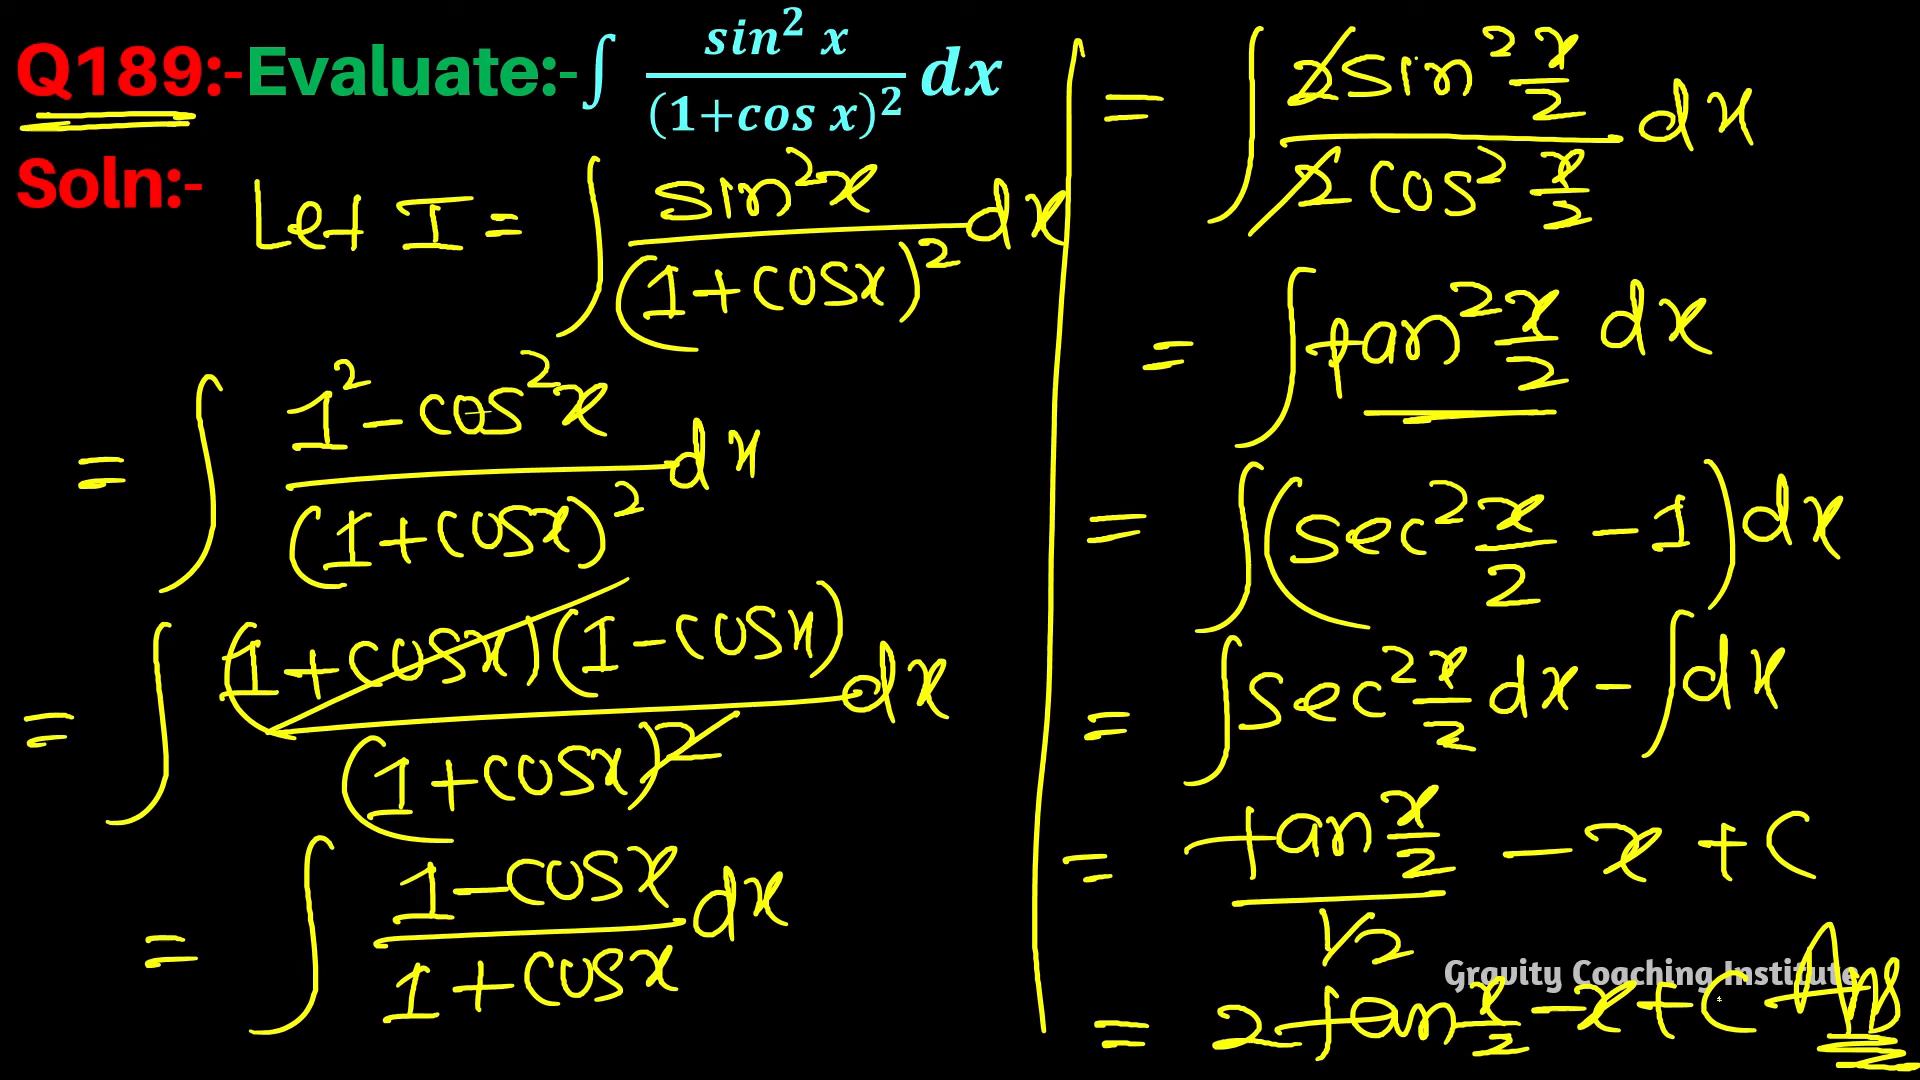 Q189:-Evaluate:- ∫ sin² x / (1+cos x)² dx
Soln:- Let I = ∫ sin²x / (1+cosx)² dx
= ∫ 1² - cos²x / (1+cosx)² dx
= ∫ (1+cosx)(1-cosx) / (1+cosx)² dx
= ∫ 1-cosx / 1+cosx dx
= ∫ 2sin² x/2 / 2cos² x/2 dx
= ∫ tan² x/2 dx
= ∫ (sec² x/2 - 1) dx
= ∫ sec² x/2 dx - ∫ dx
= tan x/2 / 1/2 - x + C
Gravity Coaching Institute
= 2tan x/2 - x + C Ans